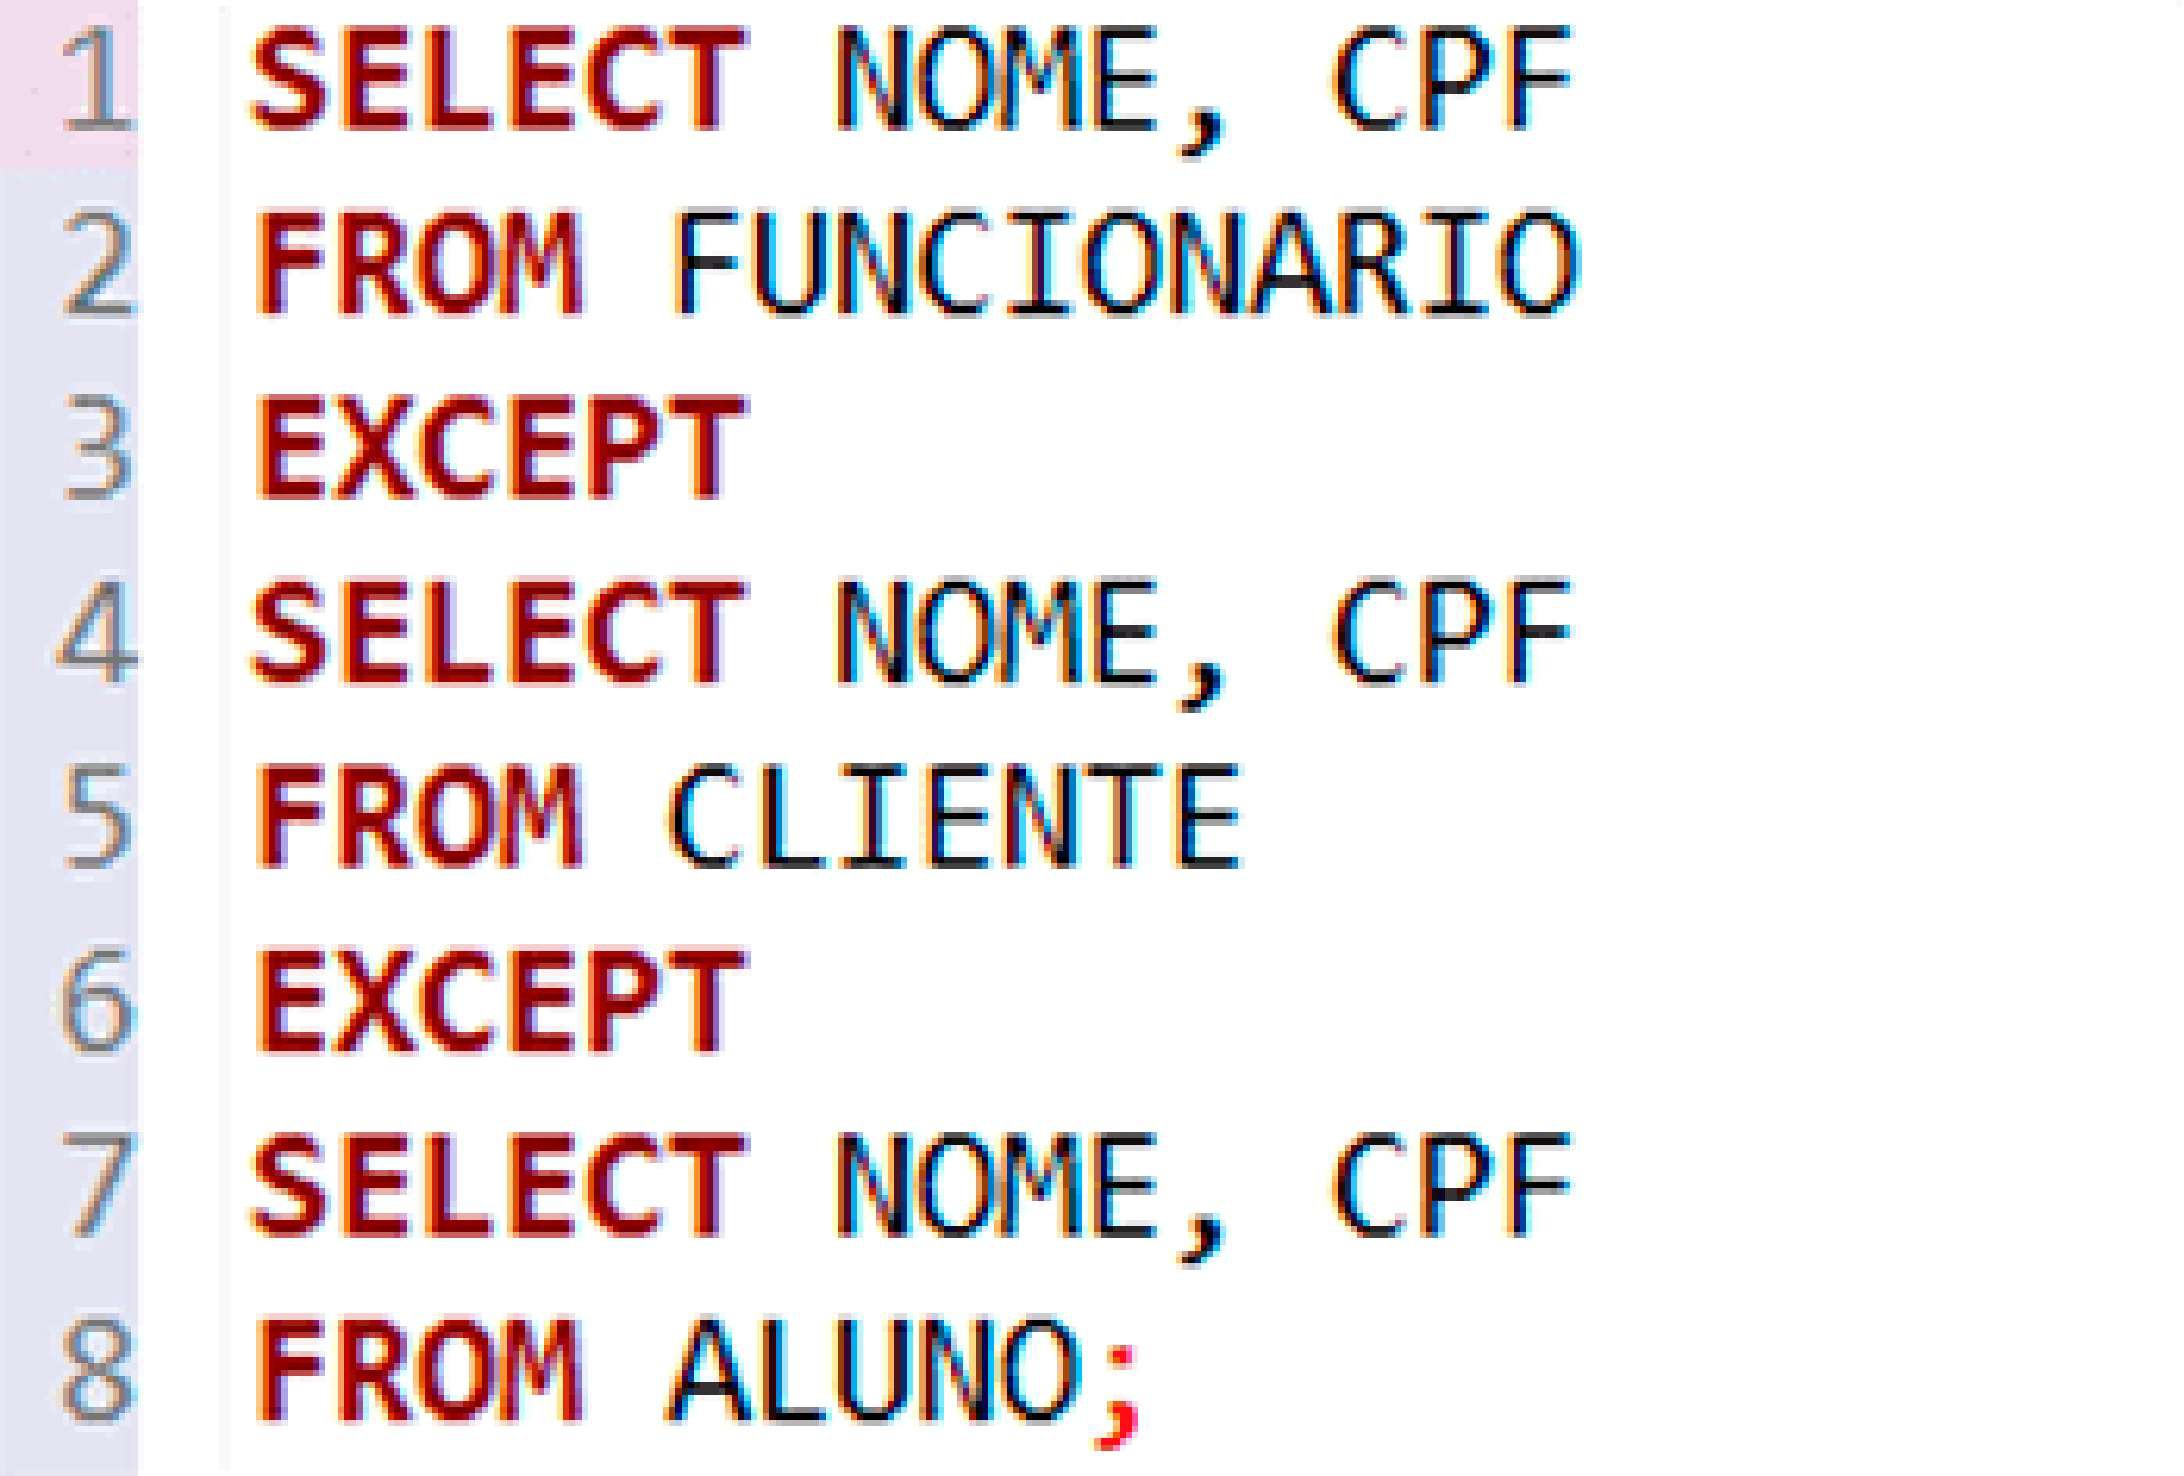 1 SELECT NOME, CPF
2 FROM FUNCIONARIO
3 EXCEPT
4 SELECT NOME, CPF
5 FROM CLIENTE
6 EXCEPT
7 SELECT NOME, CPF
8 FROM ALUNO;